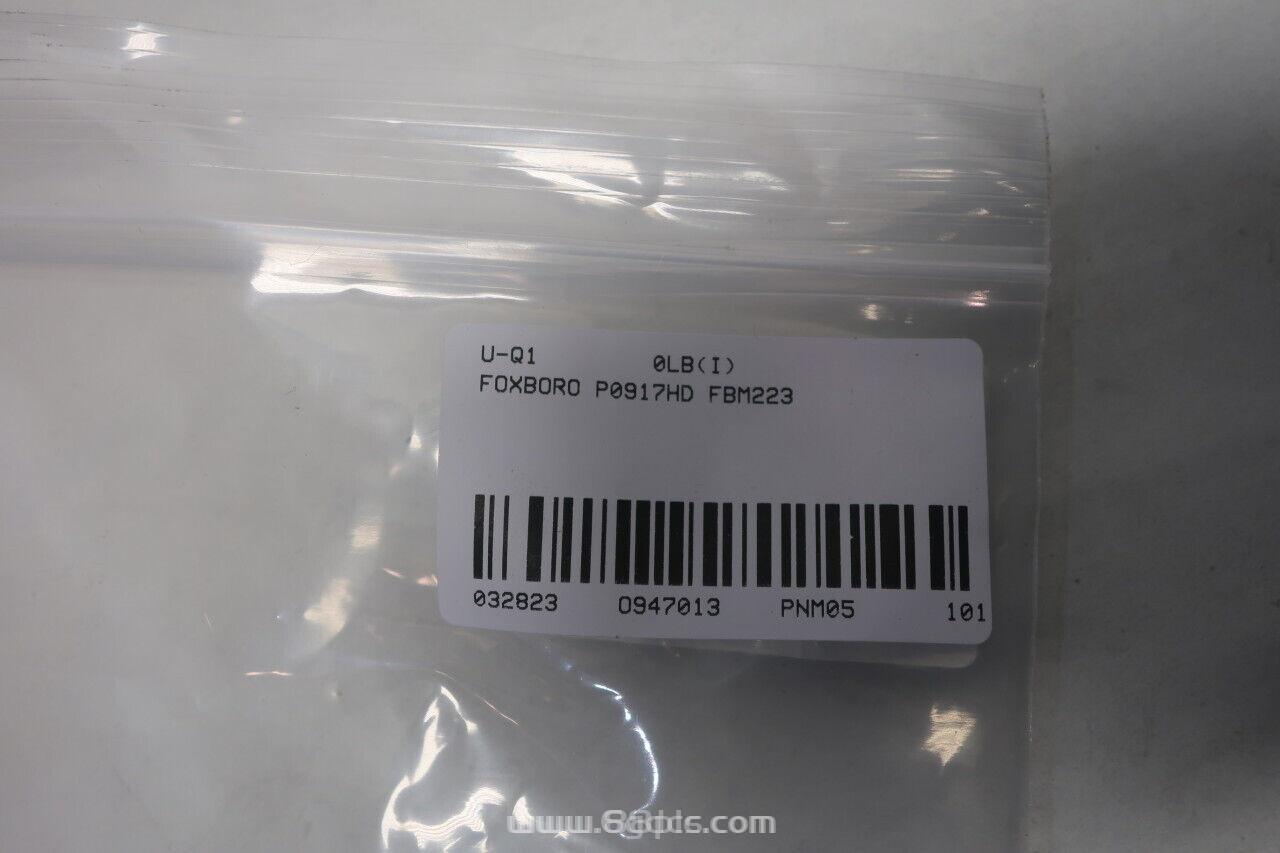 U-Q1 0LB(I)
FOXBORO P0917HD FBM223
032823 0947013 PNM05 101